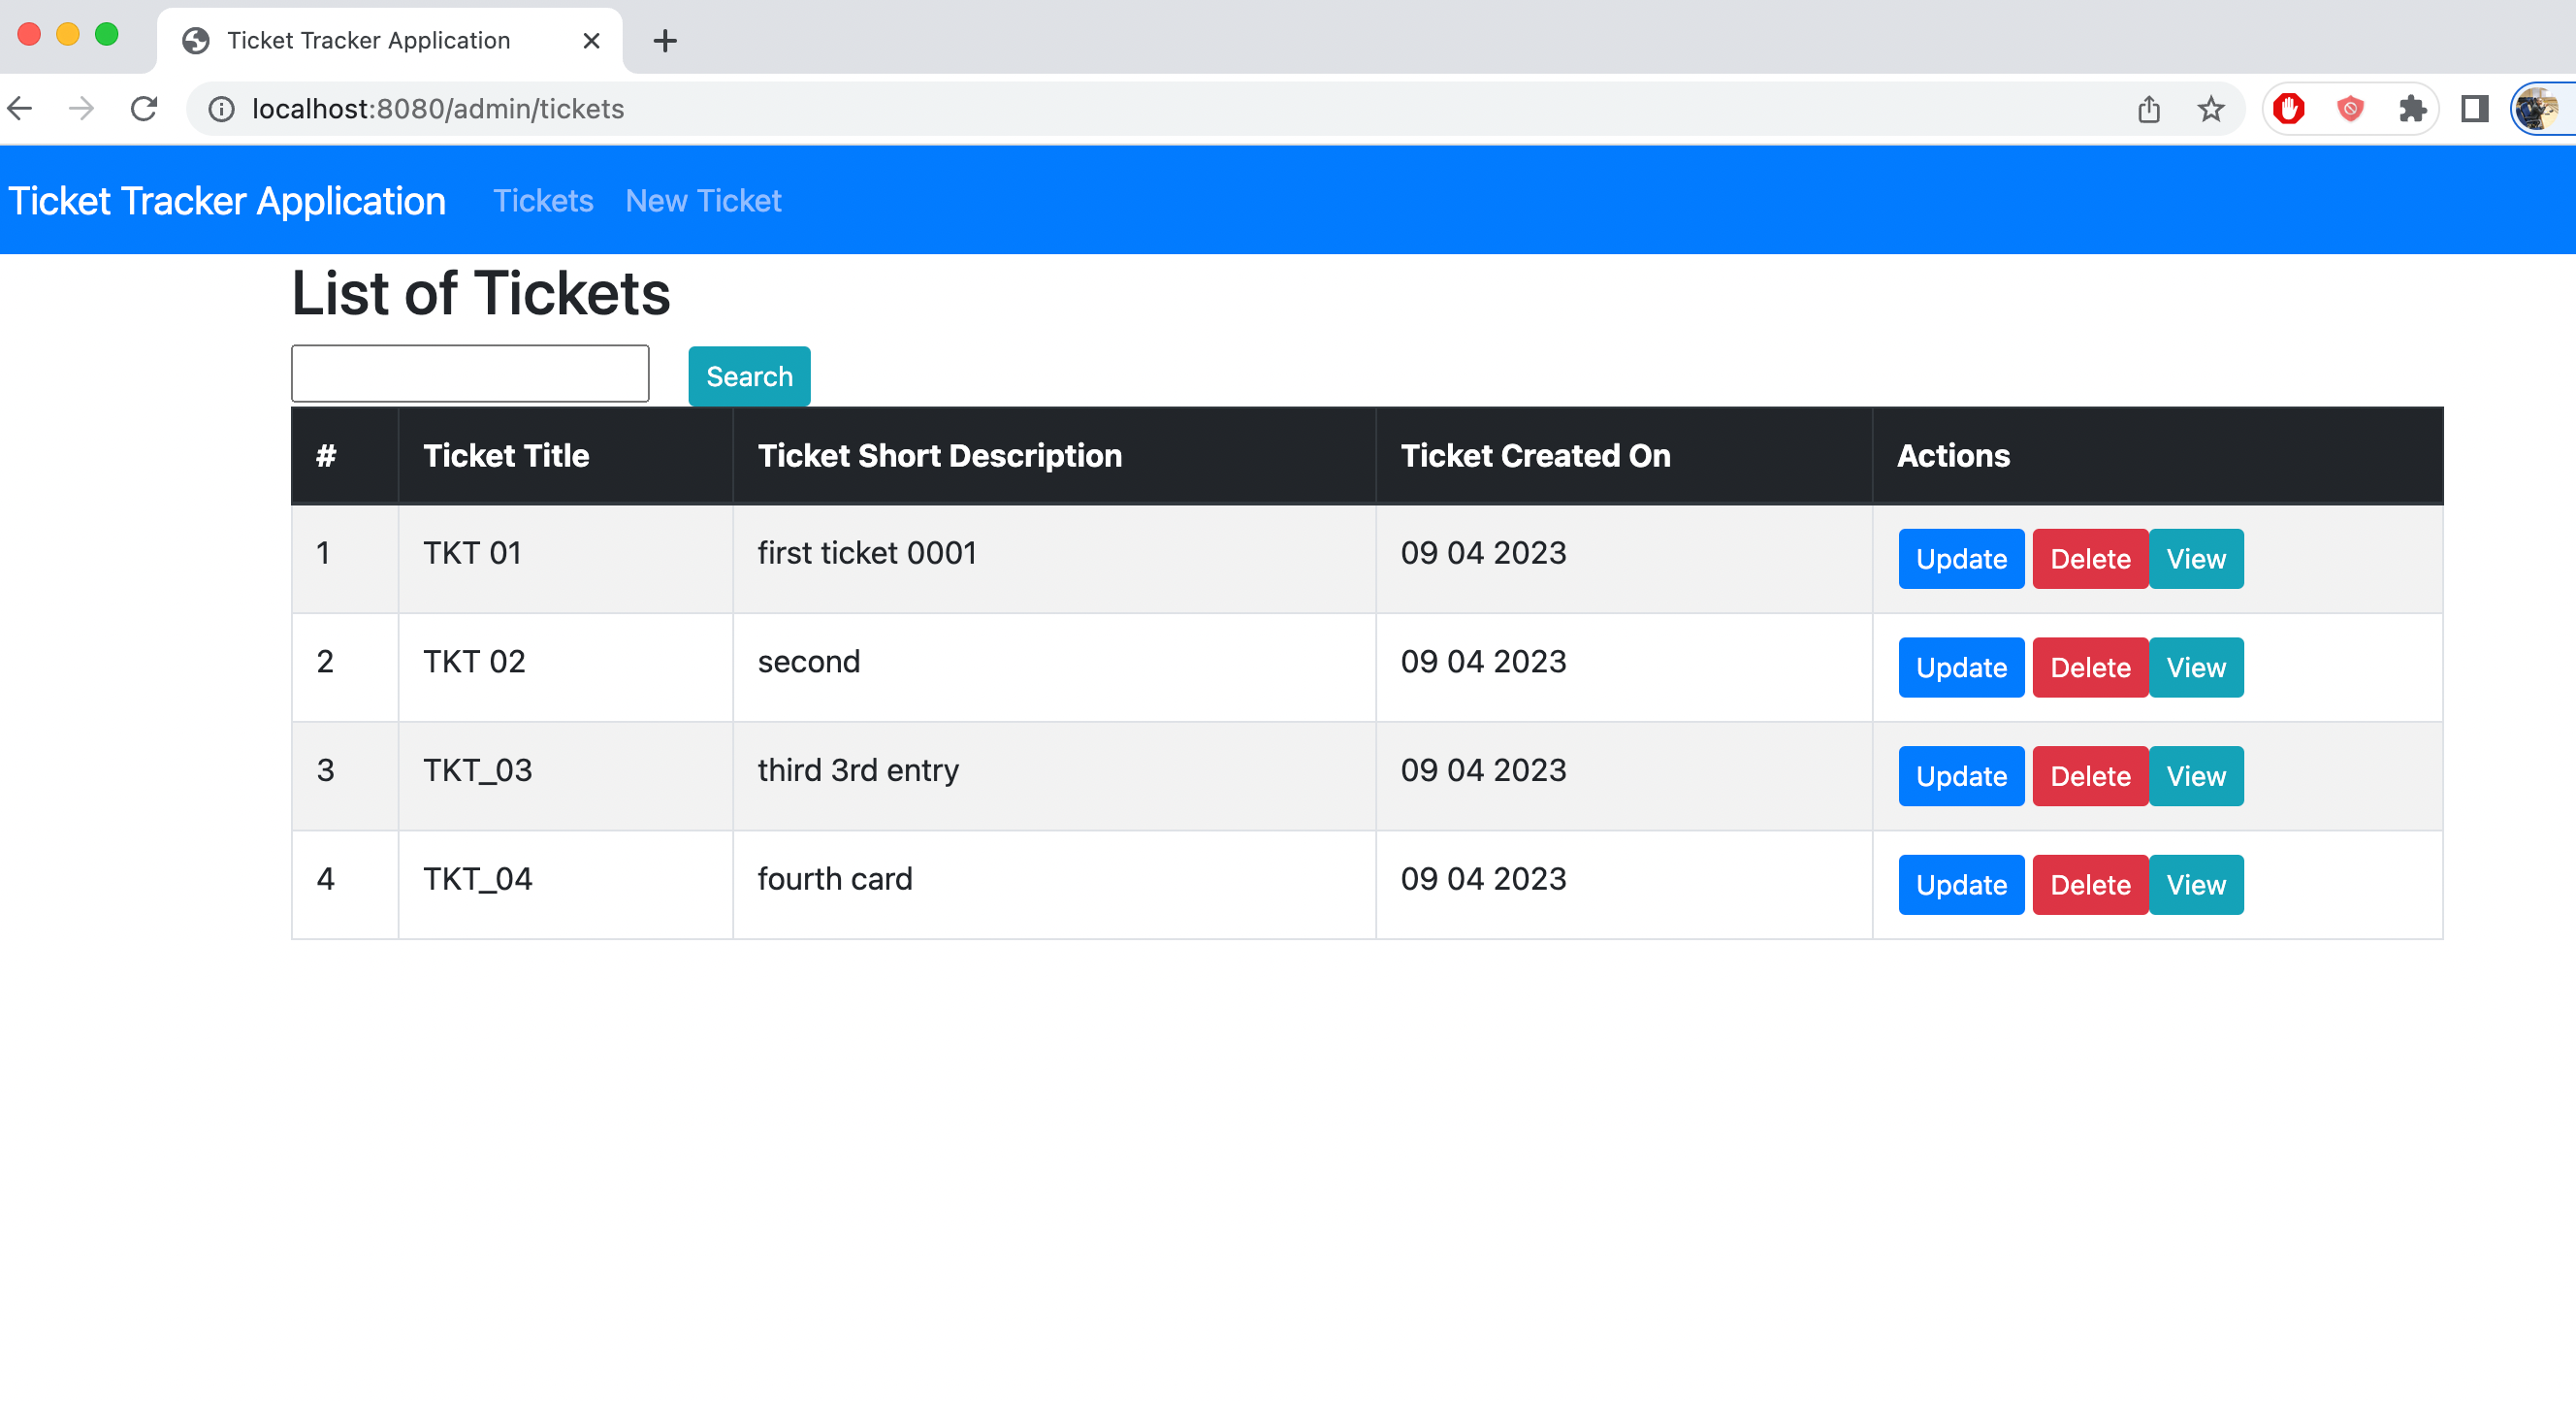 Ticket Tracker Application
localhost:8080/admin/tickets
Ticket Tracker Application Tickets New Ticket
List of Tickets
Search
# Ticket Title Ticket Short Description Ticket Created On Actions
1 TKT 01 first ticket 0001 09 04 2023 Update Delete View
2 TKT 02 second 09 04 2023 Update Delete View
3 TKT_03 third 3rd entry 09 04 2023 Update Delete View
4 TKT_04 fourth card 09 04 2023 Update Delete View